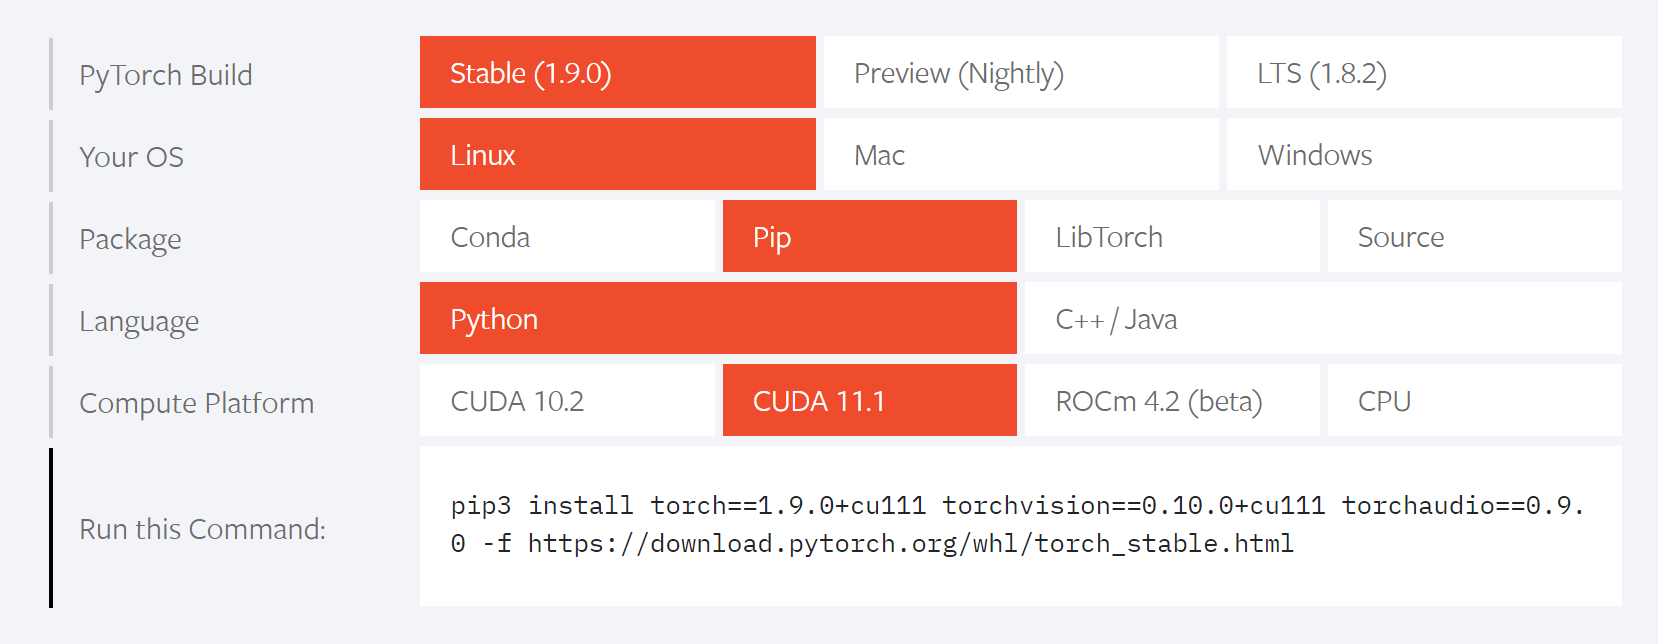 PyTorch Build
Stable (1.9.0)
Preview (Nightly)
LTS (1.8.2)
Your OS
Linux
Mac
Windows
Package
Conda
Pip
LibTorch
Source
Language
Python
C++ / Java
Compute Platform
CUDA 10.2
CUDA 11.1
ROCm 4.2 (beta)
CPU
Run this Command:
pip3 install torch==1.9.0+cu111 torchvision==0.10.0+cu111 torchaudio==0.9.
0 -f https://download.pytorch.org/whl/torch_stable.html